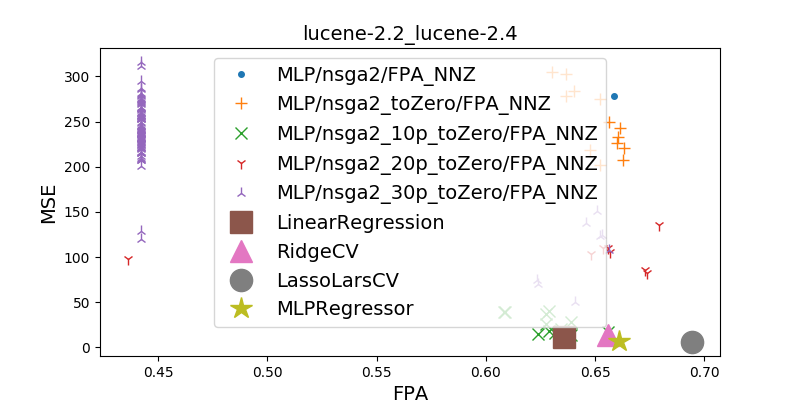 lucene-2.2_lucene-2.4
MSE
300
250
200
150
100
50
0
MLP/nsga2/FPA_NNZ
MLP/nsga2_toZero/FPA_NNZ
MLP/nsga2_10p_toZero/FPA_NNZ
MLP/nsga2_20p_toZero/FPA_NNZ
MLP/nsga2_30p_toZero/FPA_NNZ
LinearRegression
RidgeCV
LassoLarsCV
MLPRegressor
0.45 0.50 0.55 0.60 0.65 0.70
FPA